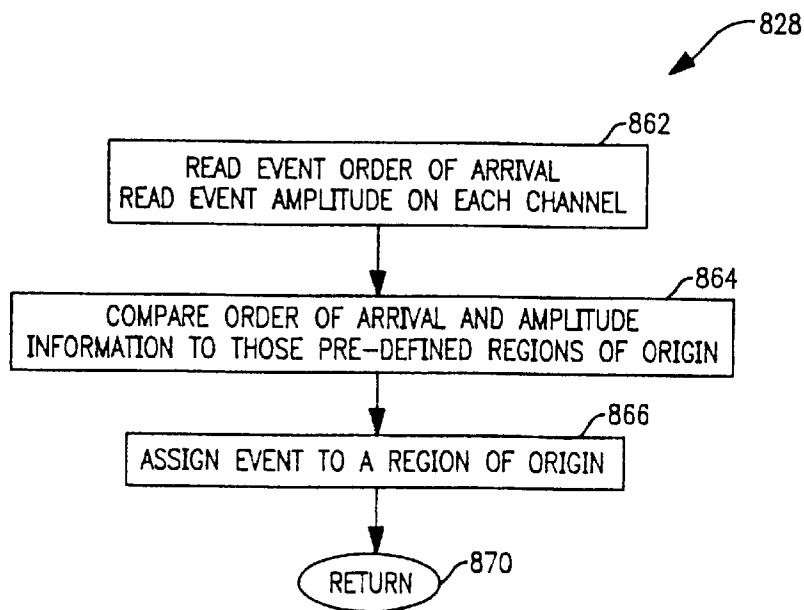 828
862
READ EVENT ORDER OF ARRIVAL
READ EVENT AMPLITUDE ON EACH CHANNEL
864
COMPARE ORDER OF ARRIVAL AND AMPLITUDE
INFORMATION TO THOSE PRE-DEFINED REGIONS OF ORIGIN
866
ASSIGN EVENT TO A REGION OF ORIGIN
RETURN
870